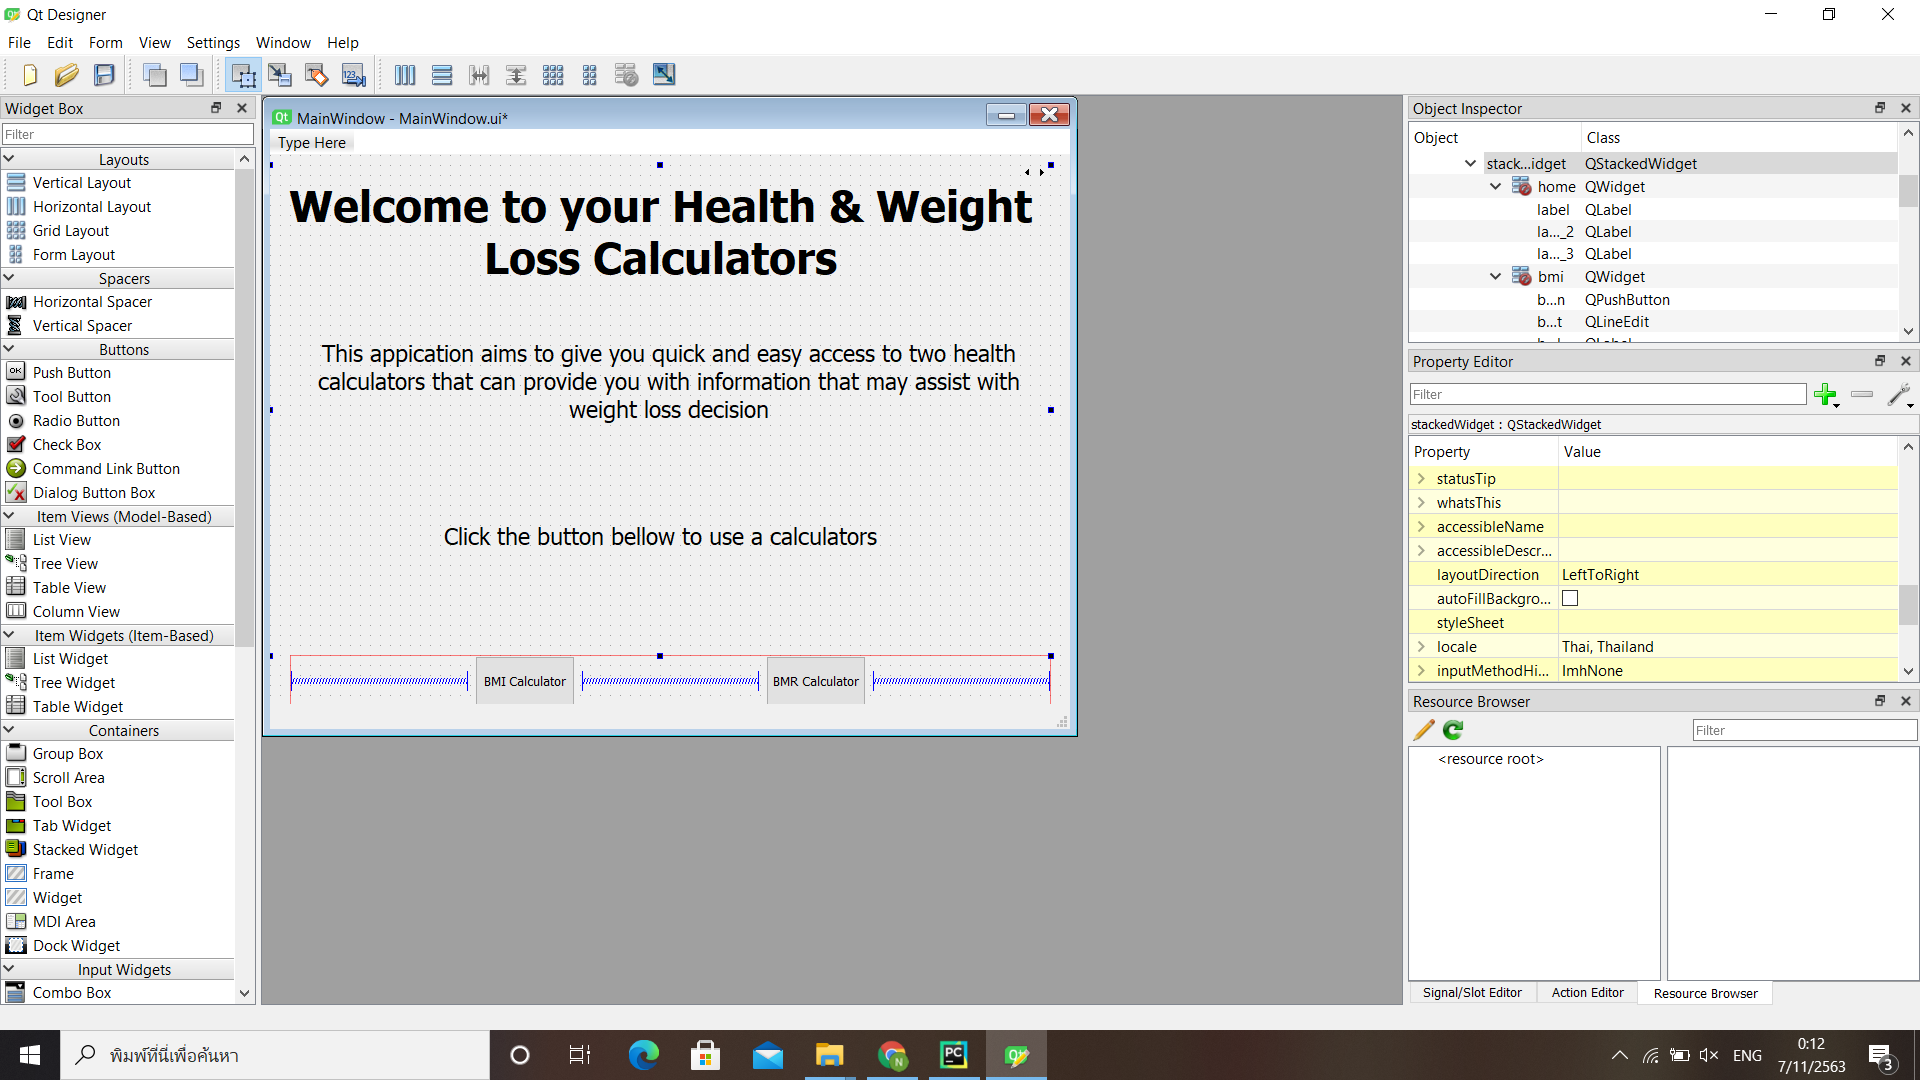 Qt Designer
File Edit Form View Settings Window Help
Widget Box
Filter
Layouts
Vertical Layout
Horizontal Layout
Grid Layout
Form Layout
Spacers
Horizontal Spacer
Vertical Spacer
Buttons
Push Button
Tool Button
Radio Button
Check Box
Command Link Button
Dialog Button Box
Item Views (Model-Based)
List View
Tree View
Table View
Column View
Item Widgets (Item-Based)
List Widget
Tree Widget
Table Widget
Containers
Group Box
Scroll Area
Tool Box
Tab Widget
Stacked Widget
Frame
Widget
MDI Area
Dock Widget
Input Widgets
Combo Box
MainWindow - MainWindow.ui*
Type Here
Welcome to your Health & Weight
Loss Calculators
This appication aims to give you quick and easy access to two health
calculators that can provide you with information that may assist with
weight loss decision
Click the button bellow to use a calculators
BMI Calculator BMR Calculator
Object Inspector
Object Class
stack...idget QStackedWidget
home QWidget
label QLabel
la..._2 QLabel
la..._3 QLabel
bmi QWidget
b...n QPushButton
b...t QLineEdit
Property Editor
Filter
stackedWidget : QStackedWidget
Property Value
statusTip
whatsThis
accessibleName
accessibleDescr...
layoutDirection LeftToRight
autoFillBackgro...
styleSheet
locale Thai, Thailand
inputMethodHi... ImhNone
Resource Browser
Filter
<resource root>
Signal/Slot Editor Action Editor Resource Browser
พิมพ์ที่นี่เพื่อค้นหา
ENG
0:12
7/11/2563
3